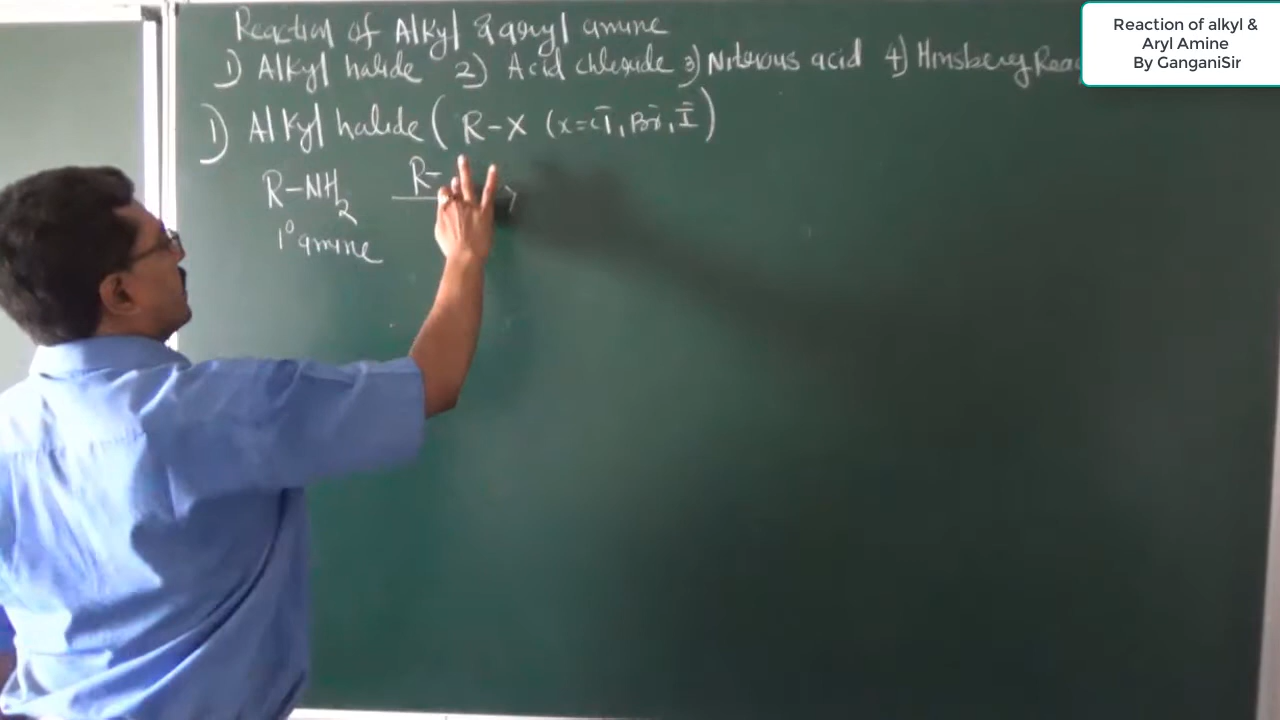 Reaction of Alkyl & aryl amine
1) Alkyl halide 2) Acid chloride 3) Nitrous acid 4) Hinsberg Reac
1) Alkyl halide ( R-X (x=Cl̄, Br̄, Ī )
R-NH₂ R-
1° amine
Reaction of alkyl &
Aryl Amine
By GanganiSir